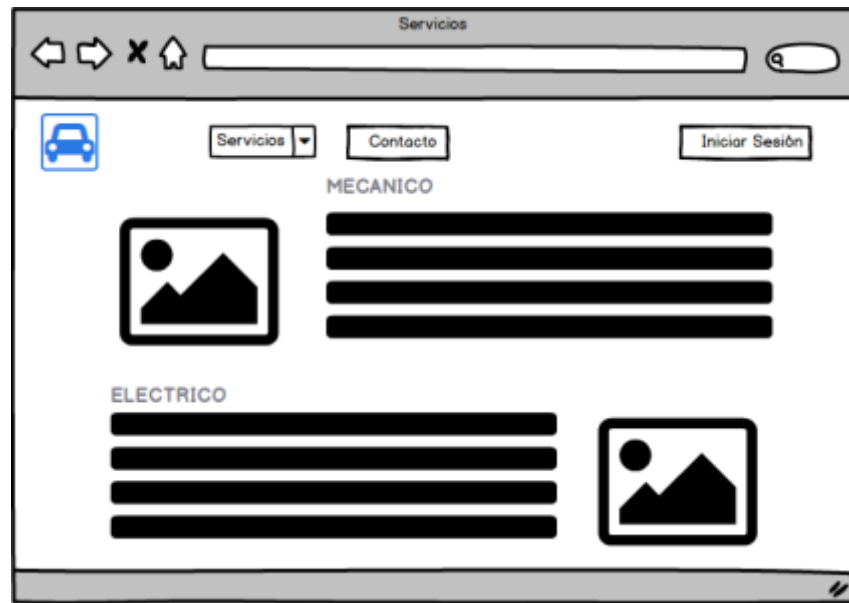 Servicios
Servicios
Contacto
Iniciar Sesión
MECANICO
ELECTRICO